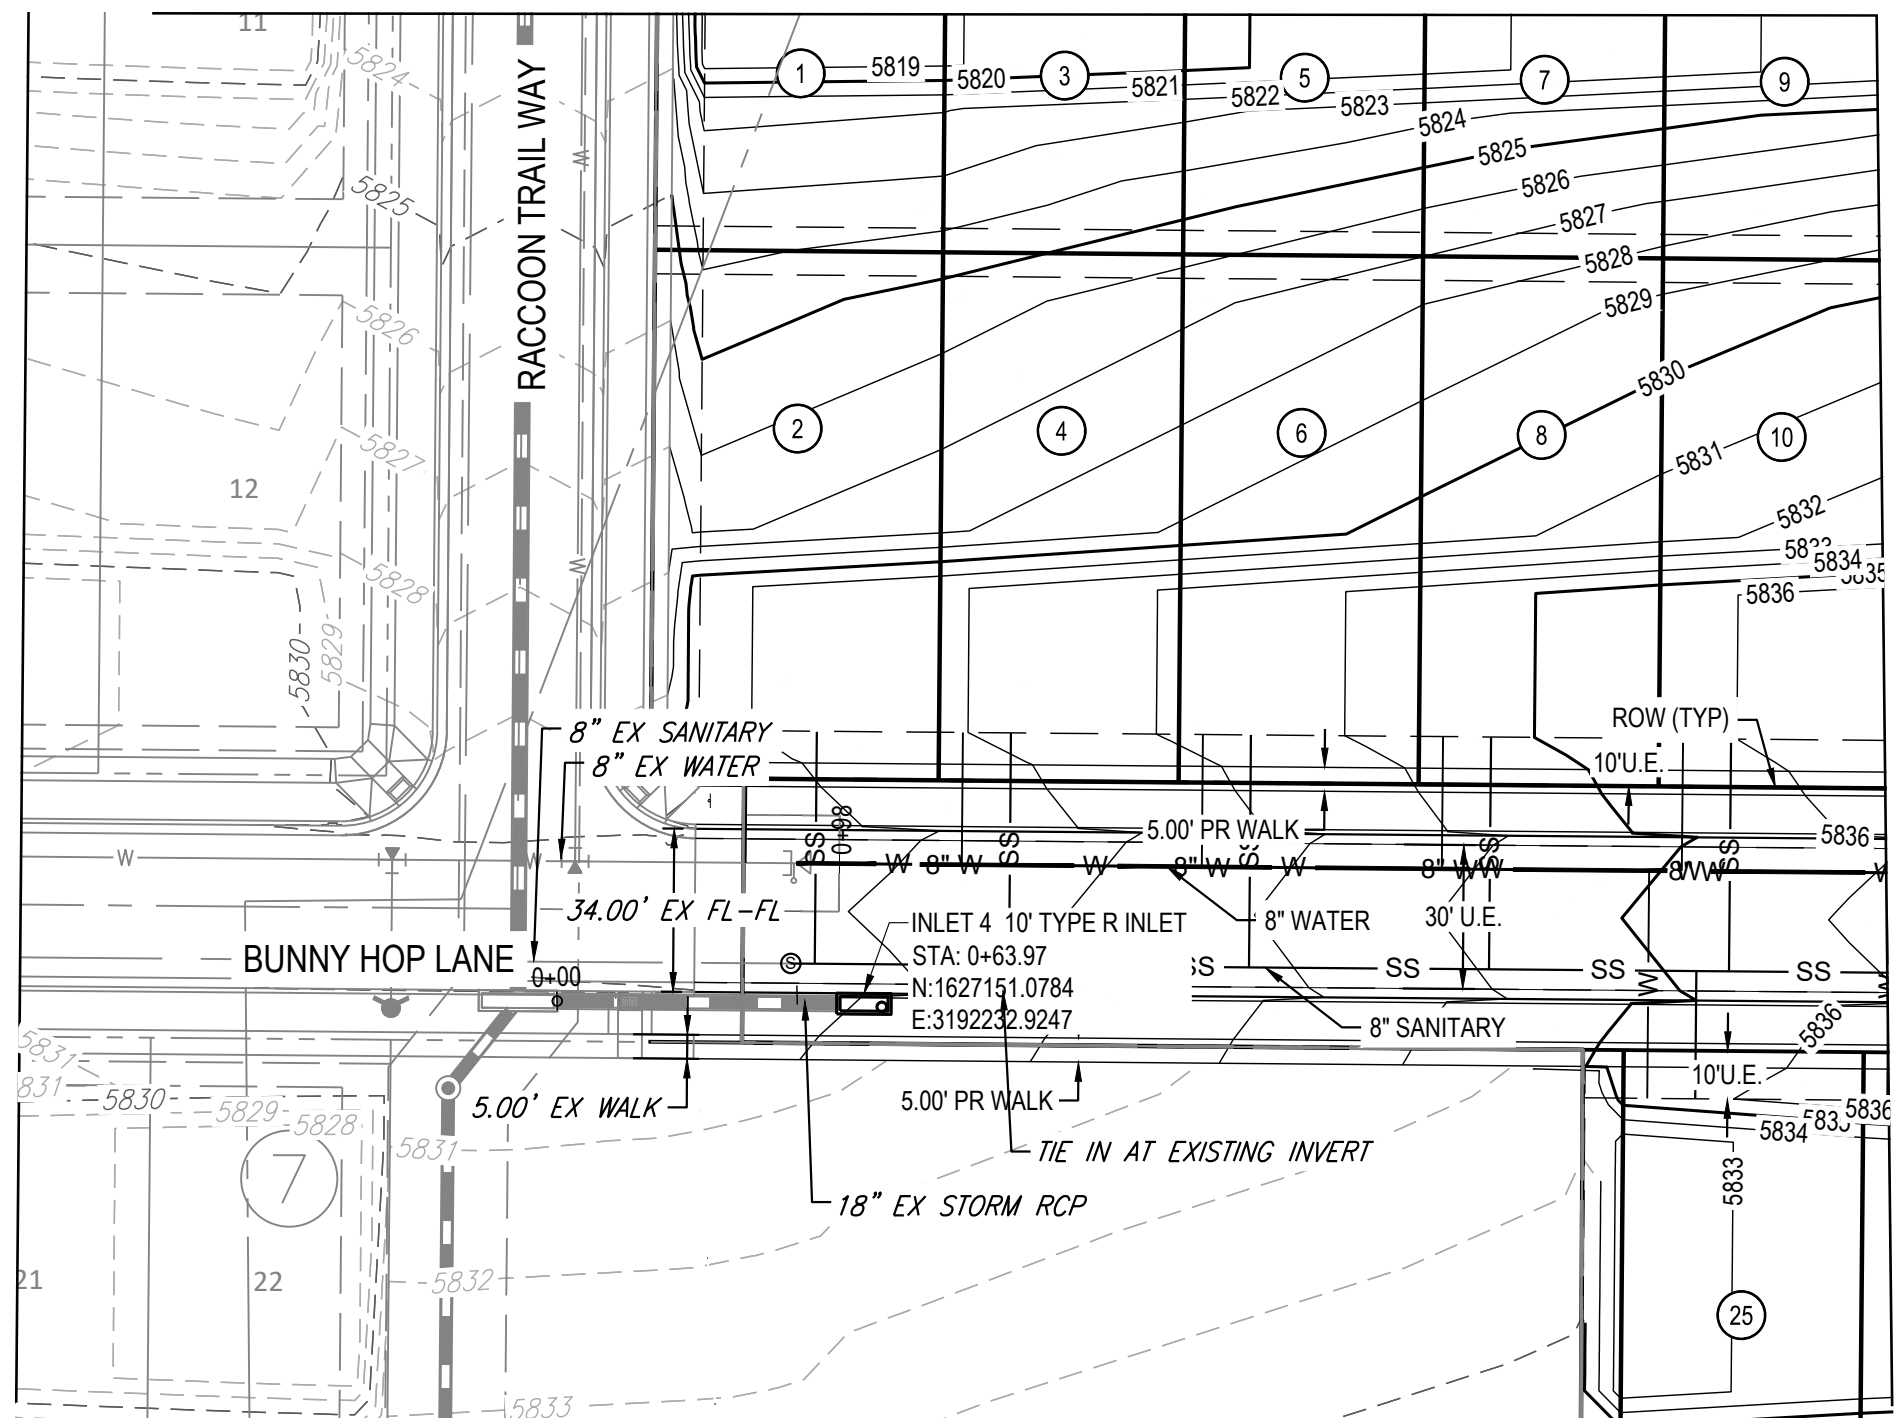 11
5824
RACCOON TRAIL WAY
W
1
5819
5820
3
5821
5822
5
5823
7
5824
9
5825
5825
5826
5827
5828
5829
5826
5827
12
2
4
6
8
10
5830
5831
5832
5833
5834
5835
5836
W
5828
5829
5830
8" EX SANITARY
8" EX WATER
ROW (TYP)
10'U.E.
5.00' PR WALK
5836
0+98
SS
SS
SS
SS
SS
W
W
W
8" W
W
8" W
W
8" W
W
8" W
W
W
34.00' EX FL-FL
INLET 4 10' TYPE R INLET
STA: 0+63.97
N:1627151.0784
E:3192232.9247
8" WATER
30' U.E.
BUNNY HOP LANE
0+00
S
SS
SS
SS
SS
W
W
8" SANITARY
5836
10'U.E.
5831
5831
5830
5829
5828
5.00' EX WALK
5.00' PR WALK
5836
5835
5834
5833
5831
TIE IN AT EXISTING INVERT
18" EX STORM RCP
7
21
22
5832
25
5833